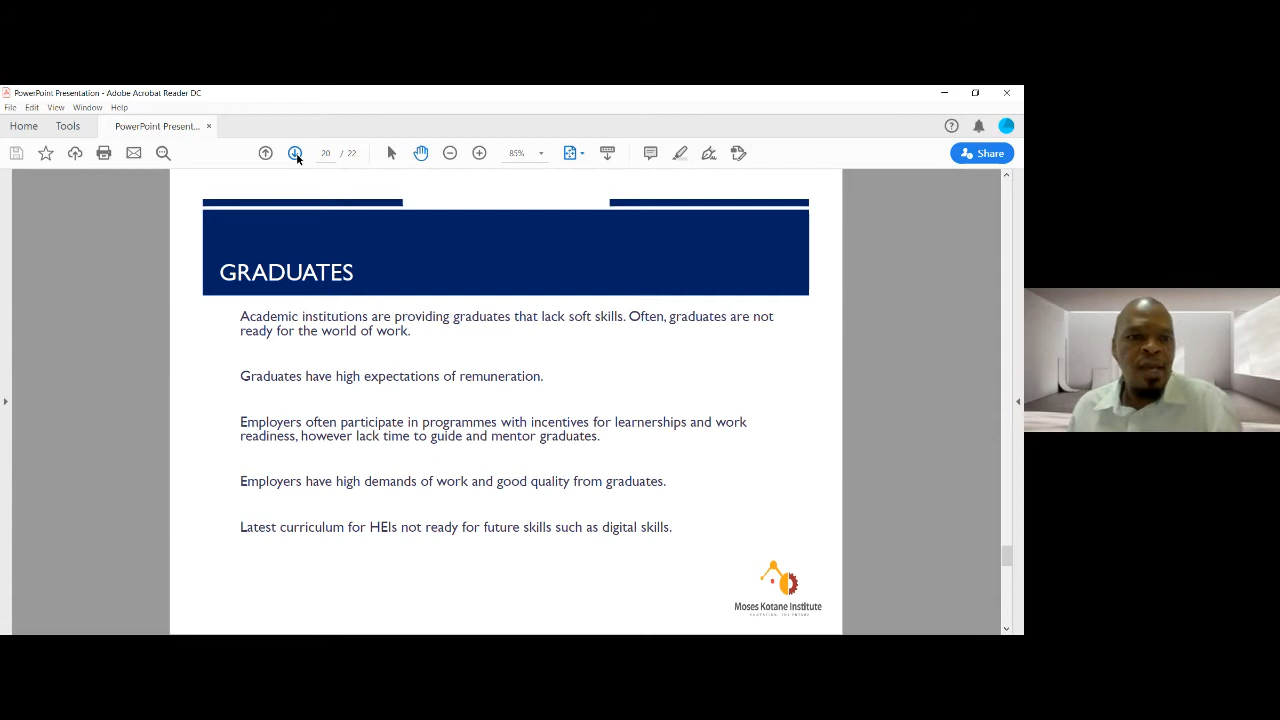 PowerPoint Presentation - Adobe Acrobat Reader DC
File Edit View Window Help
Home Tools PowerPoint Present... ×
20 / 22 85% Share
GRADUATES
Academic institutions are providing graduates that lack soft skills. Often, graduates are not
ready for the world of work.
Graduates have high expectations of remuneration.
Employers often participate in programmes with incentives for learnerships and work
readiness, however lack time to guide and mentor graduates.
Employers have high demands of work and good quality from graduates.
Latest curriculum for HEIs not ready for future skills such as digital skills.
Moses Kotane Institute
INNOVATION. THE FUTURE